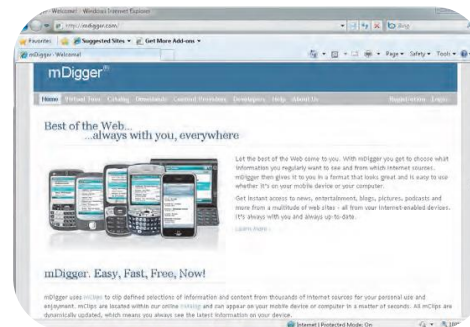 Welcome! - Windows Internet Explorer
http://mdigger.com/
Bing
Favorites Suggested Sites Get More Add-ons
mDigger - Welcome!
Page Safety Tools
mDigger®
Home Virtual Tour Catalog Downloads Content Providers Developers Help About Us Registration Login
Best of the Web...
...always with you, everywhere
Let the best of the Web come to you. With mDigger you get to choose what
information you regularly want to see and from which internet sources.
mDigger then gives it to you in a format that looks great and is easy to use
whether it's on your mobile device or your computer.
Get instant access to news, entertainment, blogs, pictures, podcasts and
more from a multitude of web sites - all from your internet-enabled devices.
It's always with you and always up-to-date.
Learn more
mDigger. Easy, Fast, Free, Now!
mDigger uses mClips to clip defined selections of information and content from thousands of internet sources for your personal use and
enjoyment. mClips are located within our online catalog and can appear on your mobile device or computer in a matter of seconds. All mClips are
dynamically updated, which means you always see the latest information on your device.
Internet | Protected Mode: On